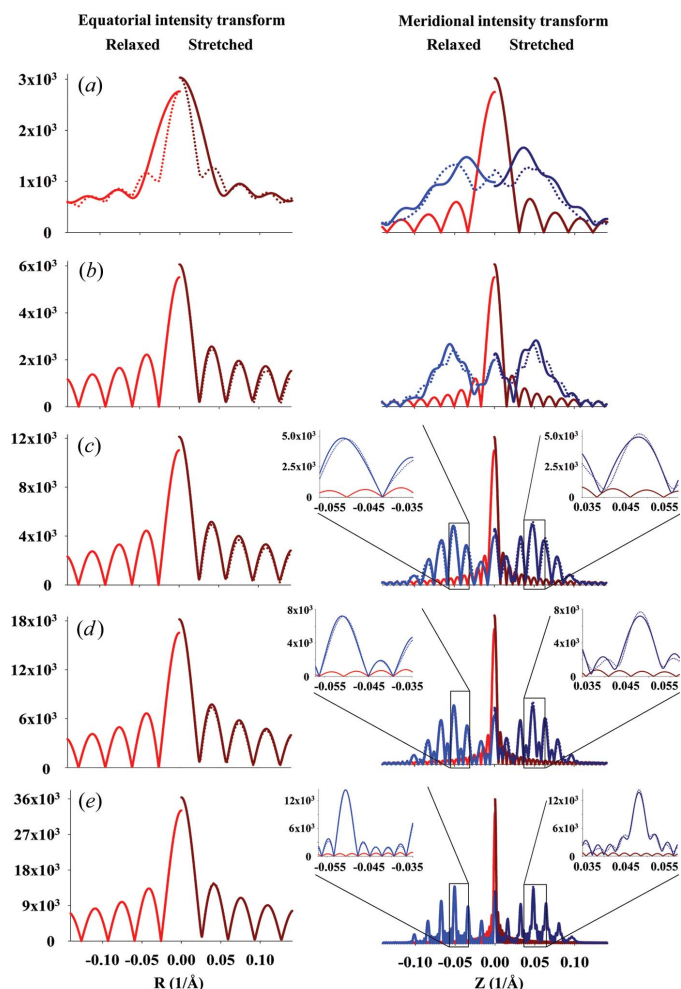 Equatorial intensity transform
Meridional intensity transform
Relaxed Stretched
Relaxed Stretched
(a)
3x10³
2x10³
1x10³
0
(b)
6x10³
4x10³
2x10³
0
(c)
12x10³
8x10³
4x10³
0
5.0x10³
2.5x10³
0
-0.055 -0.045 -0.035
5.0x10³
2.5x10³
0
0.035 0.045 0.055
(d)
18x10³
12x10³
6x10³
0
8x10³
4x10³
0
-0.055 -0.045 -0.035
8x10³
4x10³
0
0.035 0.045 0.055
(e)
36x10³
27x10³
18x10³
9x10³
0
12x10³
6x10³
0
-0.055 -0.045 -0.035
12x10³
6x10³
0
0.035 0.045 0.055
-0.10 -0.05 0.00 0.05 0.10
-0.10 -0.05 0.00 0.05 0.10
R (1/Å)
Z (1/Å)